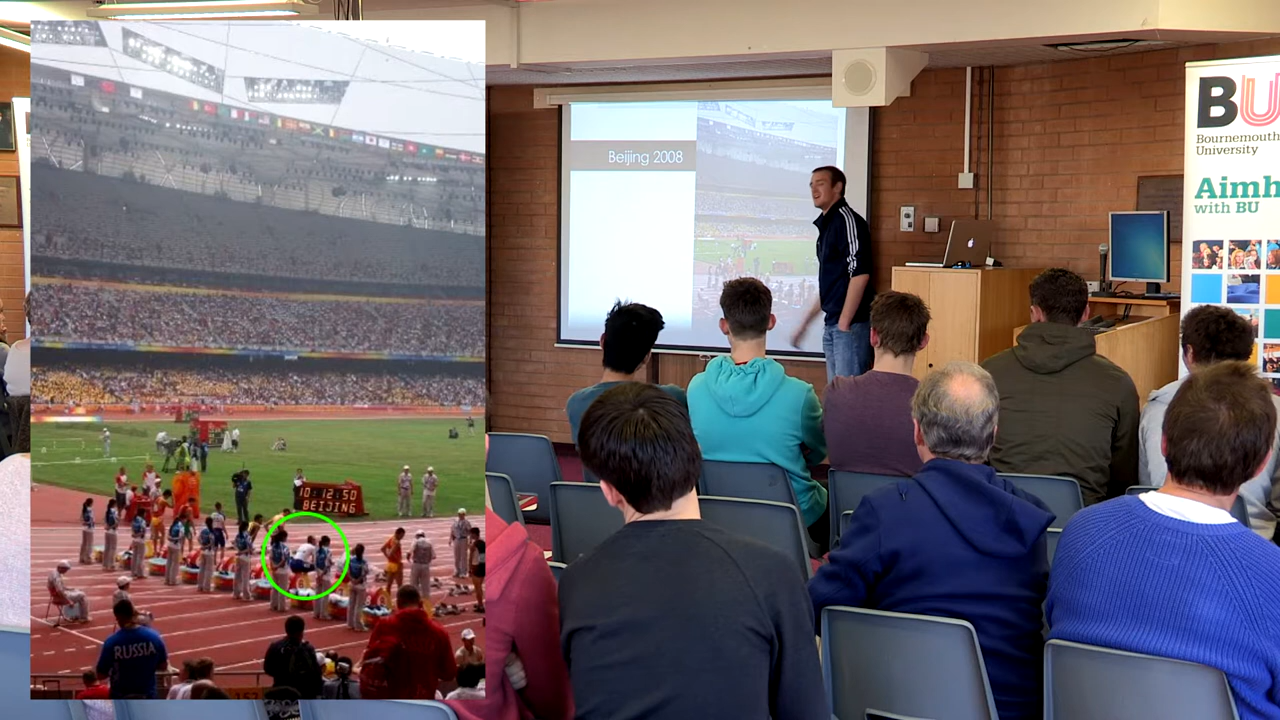 Beijing 2008
10:12:50
BEIJING
RUSSIA
BU
Bournemouth
University
Aimh
with BU